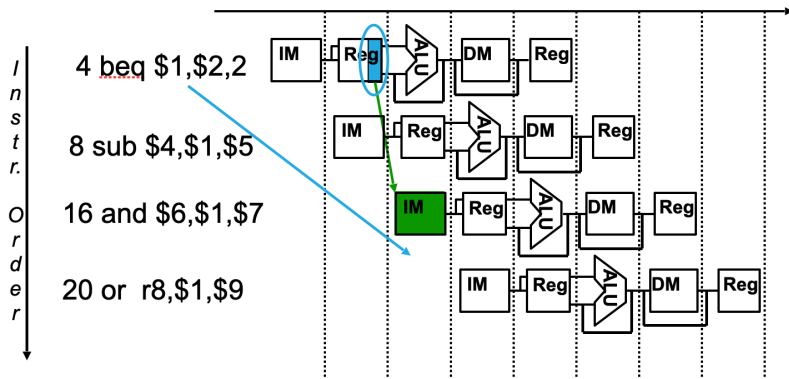 Instr. Order
4 beq $1,$2,2
IM Reg ALU DM Reg
8 sub $4,$1,$5
IM Reg ALU DM Reg
16 and $6,$1,$7
IM Reg ALU DM Reg
20 or r8,$1,$9
IM Reg ALU DM Reg